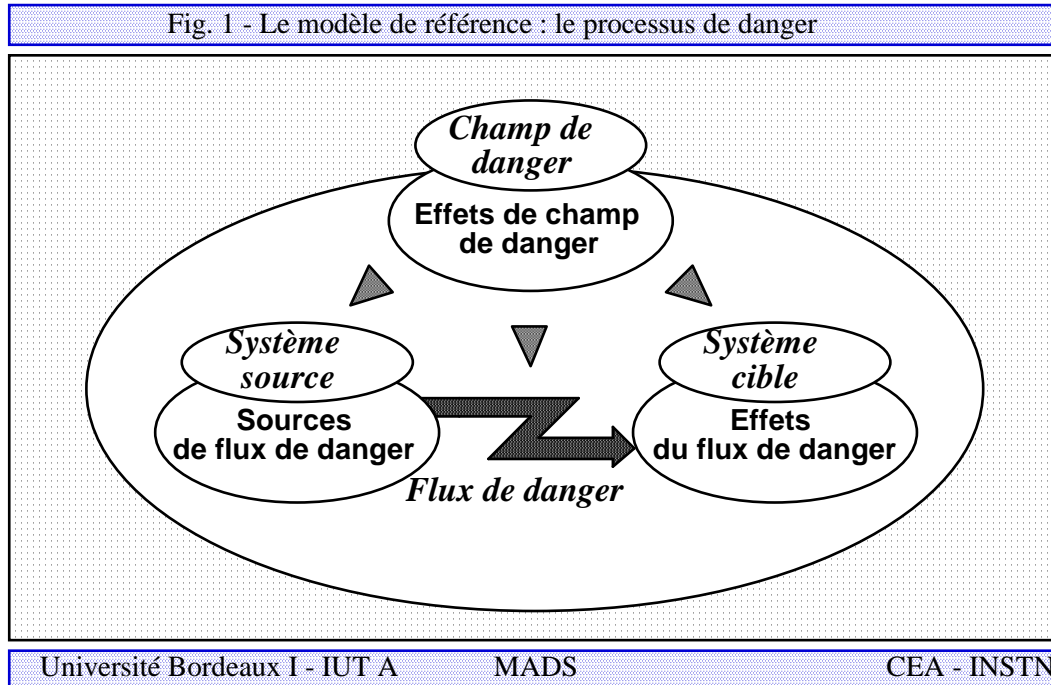 Fig. 1 - Le modèle de référence : le processus de danger
Champ de
danger
Effets de champ
de danger
Système
source
Sources
de flux de danger
Système
cible
Effets
du flux de danger
Flux de danger
Université Bordeaux I - IUT A MADS CEA - INSTN